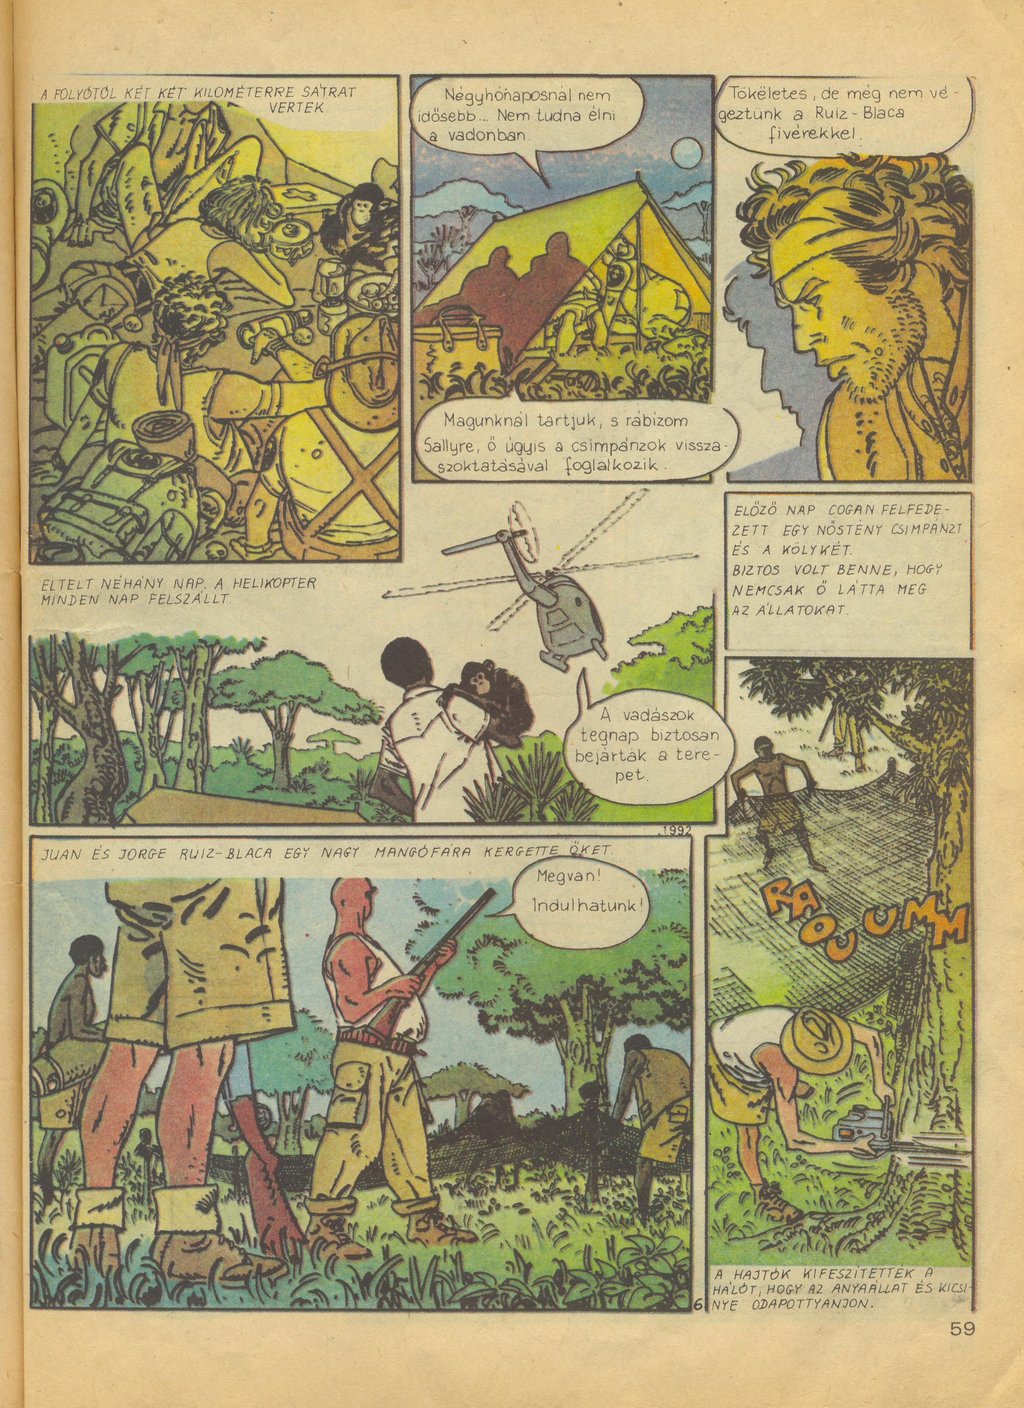 A FOLYÓTÓL KÉT KÉT KILOMÉTERRE SÁTRAT
VERTEK.
Négyhónaposnál nem
idősebb... Nem tudna élni
a vadonban.
Magunknál tartjuk, s rábízom
Sallyre, ő úgyis a csimpánzok vissza-
szoktatásával foglalkozik.
Tökéletes, de még nem vé-
geztünk a Ruiz-Blaca
fivérekkel.
ELTELT NÉHÁNY NAP. A HELIKOPTER
MINDEN NAP FELSZÁLLT.
A vadászok
tegnap biztosan
bejárták a tere-
pet.
1992
ELŐZŐ NAP COGAN FELFEDE-
ZETT EGY NŐSTÉNY CSIMPÁNZT
ÉS A KÖLYKÉT.
BIZTOS VOLT BENNE, HOGY
NEMCSAK Ő LÁTTA MEG
AZ ÁLLATOKAT.
JUAN ÉS JORGE RUIZ-BLACA EGY NAGY MANGÓFÁRA KERGETTE ŐKET.
Megvan!
Indulhatunk!
RAOUUMM
A HAJTÓK KIFESZÍTETTÉK A
HÁLÓT, HOGY AZ ANYAÁLLAT ÉS KICSI-
NYE ODAPOTTYANJON.
6
59